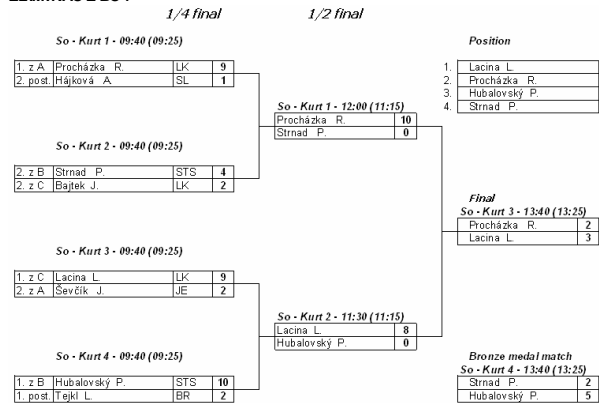 1/4 final 1/2 final
So - Kurt 1 - 09:40 (09:25)
1. z A Procházka R. LK 9
2. post. Hájková A. SL 1
So - Kurt 2 - 09:40 (09:25)
2. z B Strnad P. STS 4
2. z C Bajtek J. LK 2
So - Kurt 3 - 09:40 (09:25)
1. z C Lacina L. LK 9
2. z A Ševčík J. JE 2
So - Kurt 4 - 09:40 (09:25)
1. z B Hubalovský P. STS 10
1. post. Tejkl L. BR 2
So - Kurt 1 - 12:00 (11:15)
Procházka R. 10
Strnad P. 0
So - Kurt 2 - 11:30 (11:15)
Lacina L. 8
Hubalovský P. 0
Position
1. Lacina L.
2. Procházka R.
3. Hubalovský P.
4. Strnad P.
Final
So - Kurt 3 - 13:40 (13:25)
Procházka R. 2
Lacina L. 3
Bronze medal match
So - Kurt 4 - 13:40 (13:25)
Strnad P. 2
Hubalovský P. 5